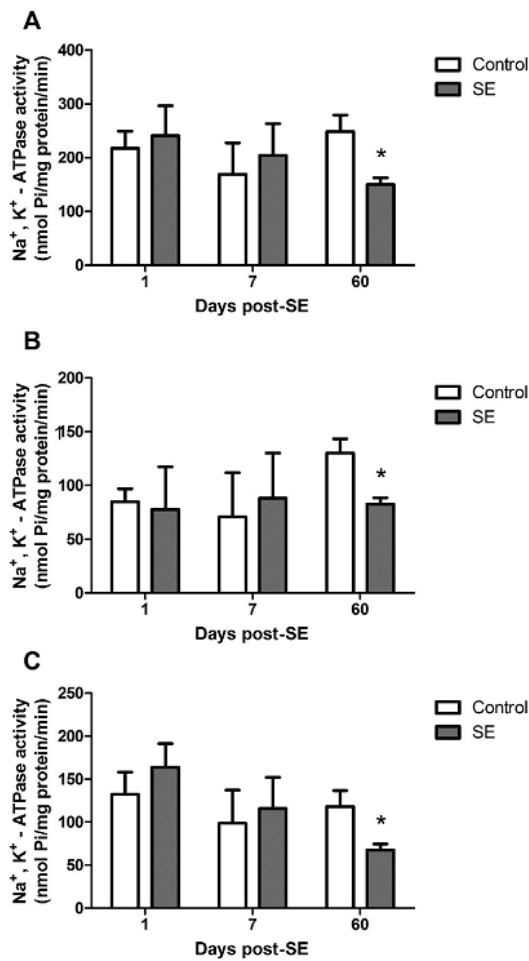 A
Na⁺, K⁺ - ATPase activity
(nmol Pi/mg protein/min)
400
300
200
100
0
*
1 7 60
Days post-SE
Control
SE
B
Na⁺, K⁺ - ATPase activity
(nmol Pi/mg protein/min)
200
150
100
50
0
*
1 7 60
Days post-SE
Control
SE
C
Na⁺, K⁺ - ATPase activity
(nmol Pi/mg protein/min)
250
200
150
100
50
0
*
1 7 60
Days post-SE
Control
SE